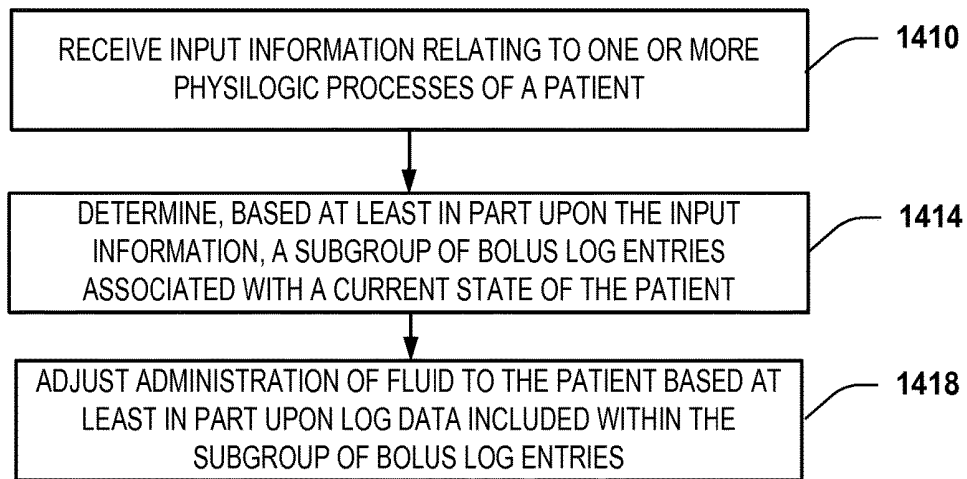 RECEIVE INPUT INFORMATION RELATING TO ONE OR MORE
PHYSILOGIC PROCESSES OF A PATIENT
1410
DETERMINE, BASED AT LEAST IN PART UPON THE INPUT
INFORMATION, A SUBGROUP OF BOLUS LOG ENTRIES
ASSOCIATED WITH A CURRENT STATE OF THE PATIENT
1414
ADJUST ADMINISTRATION OF FLUID TO THE PATIENT BASED AT
LEAST IN PART UPON LOG DATA INCLUDED WITHIN THE
SUBGROUP OF BOLUS LOG ENTRIES
1418